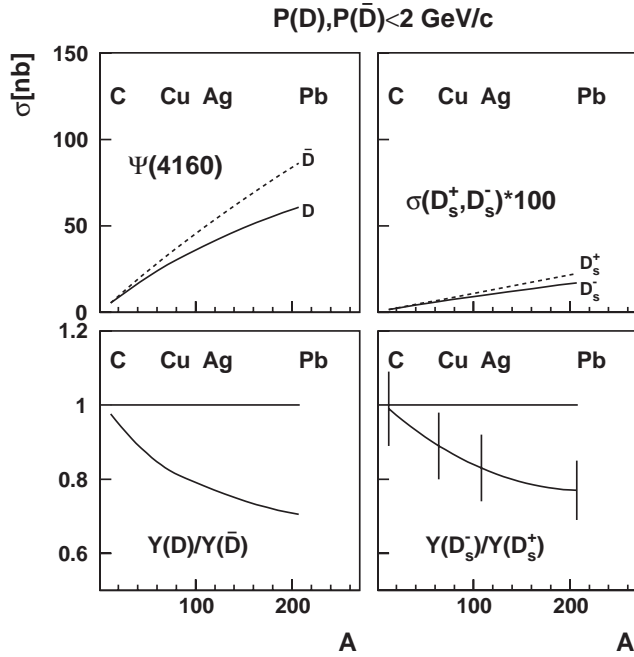 P(D),P(D̄)<2 GeV/c
σ[nb]
150
100
50
0
C Cu Ag Pb
Ψ(4160)
D̄
D
C Cu Ag Pb
σ(D_s^+,D_s^-)*100
D_s^+
D_s^-
1.2
1
0.8
0.6
C Cu Ag Pb
Y(D)/Y(D̄)
C Cu Ag Pb
Y(D_s^-)/Y(D_s^+)
0 100 200
0 100 200
A
A